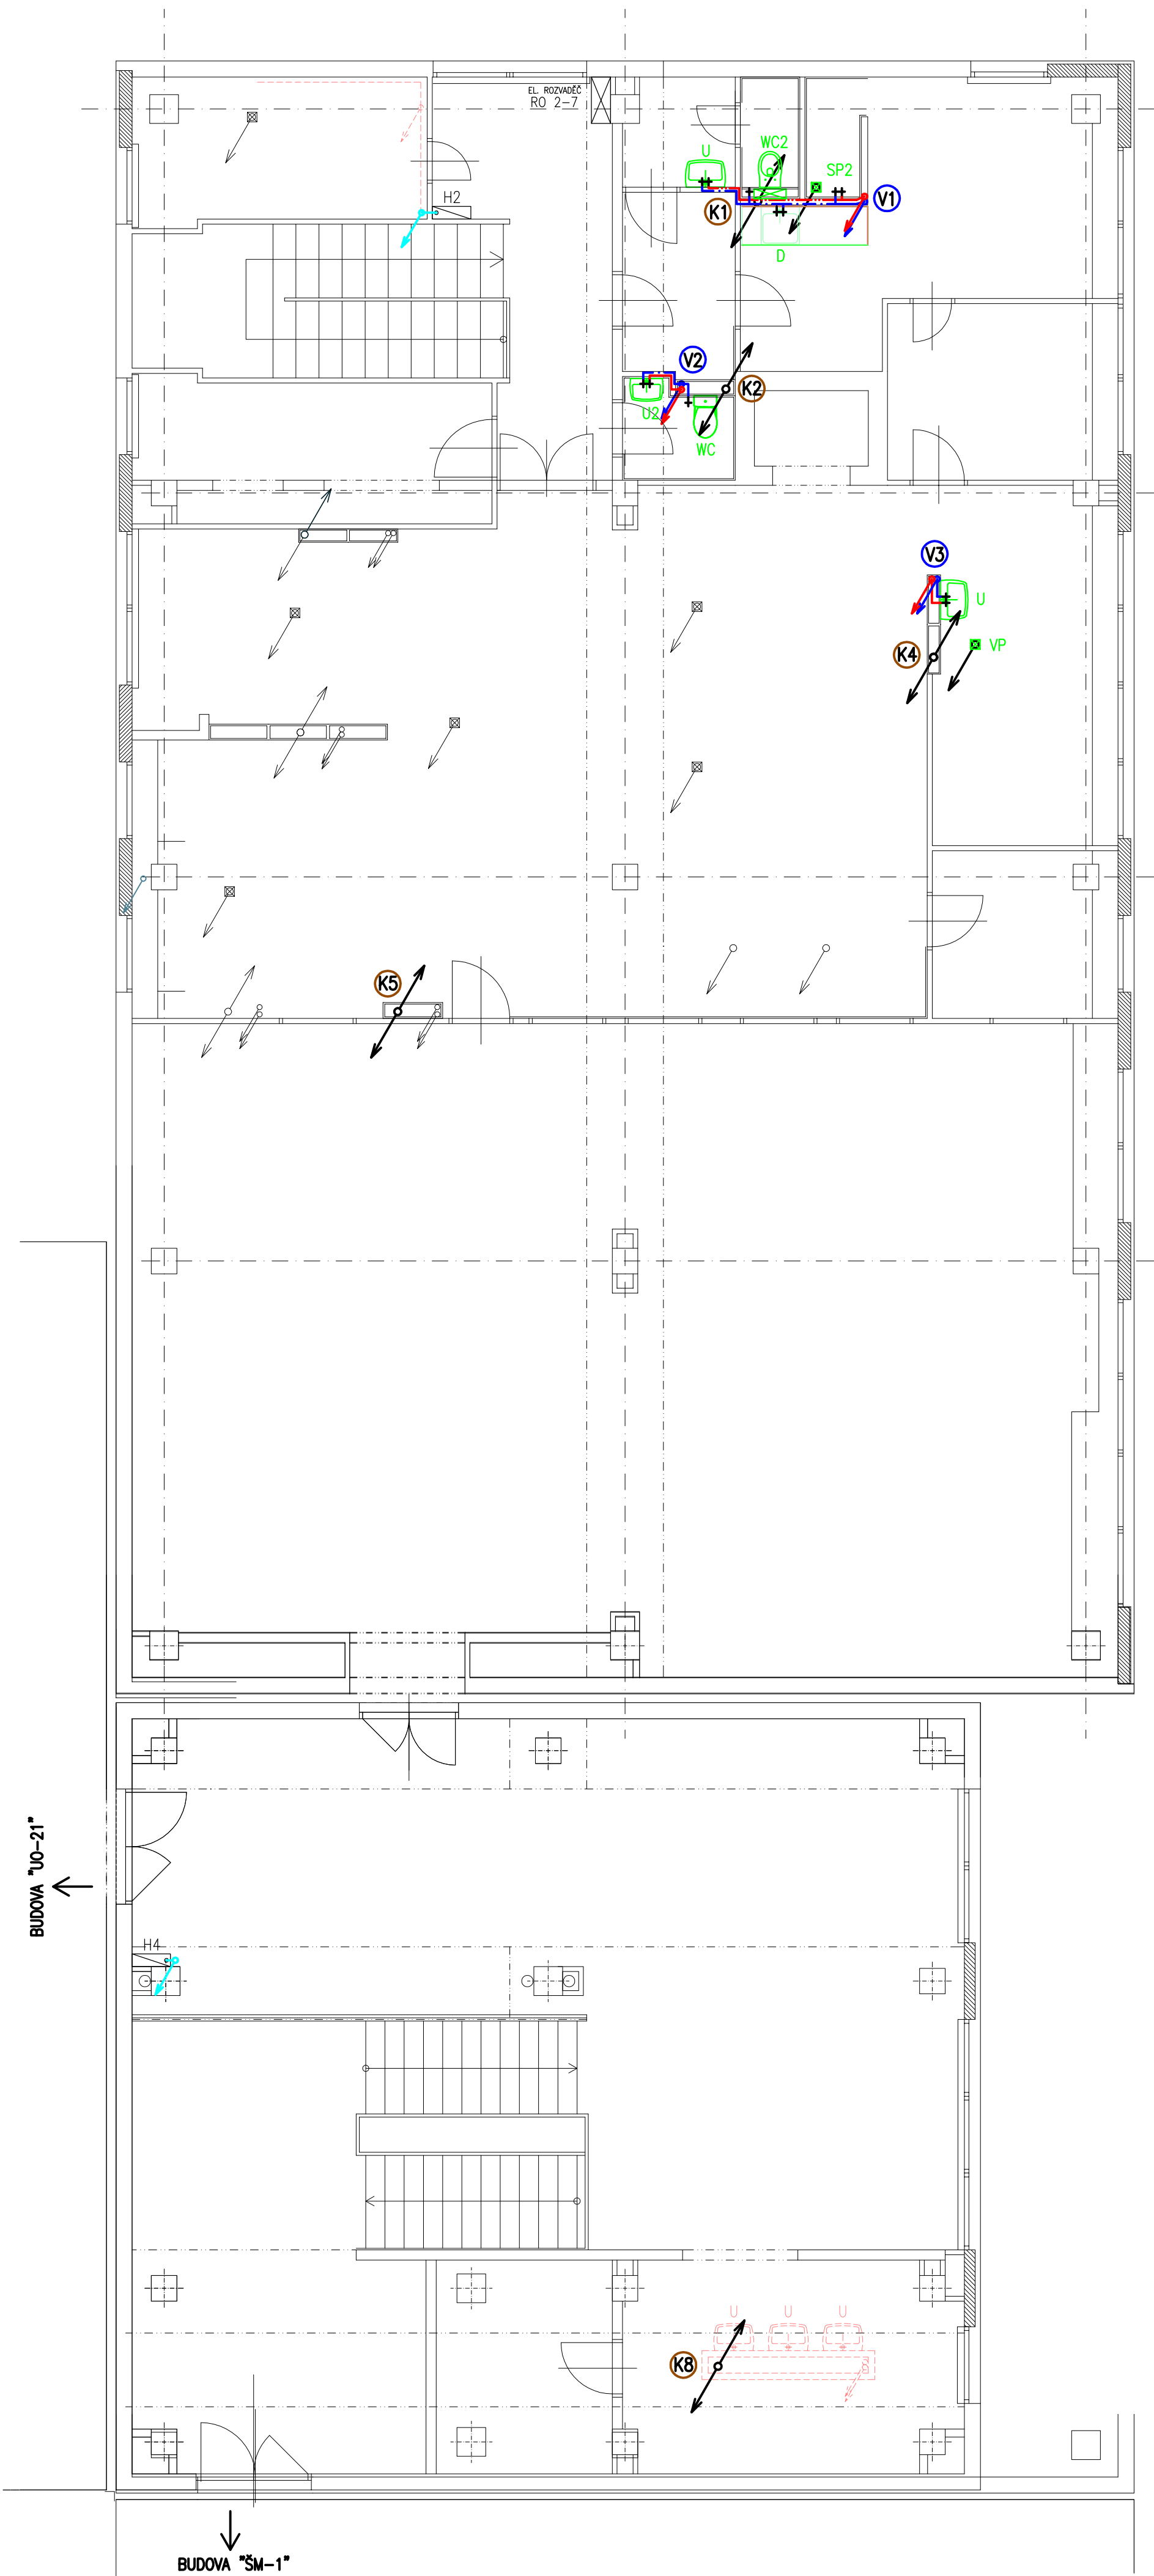 EL. ROZVADĚČ
RO 2-7
U
WC2
SP2
H2
K1
V1
D
V2
K2
U2
WC
V3
U
VP
K4
K5
BUDOVA "UO-21"
H4
U U U
K8
BUDOVA "ŠM-1"